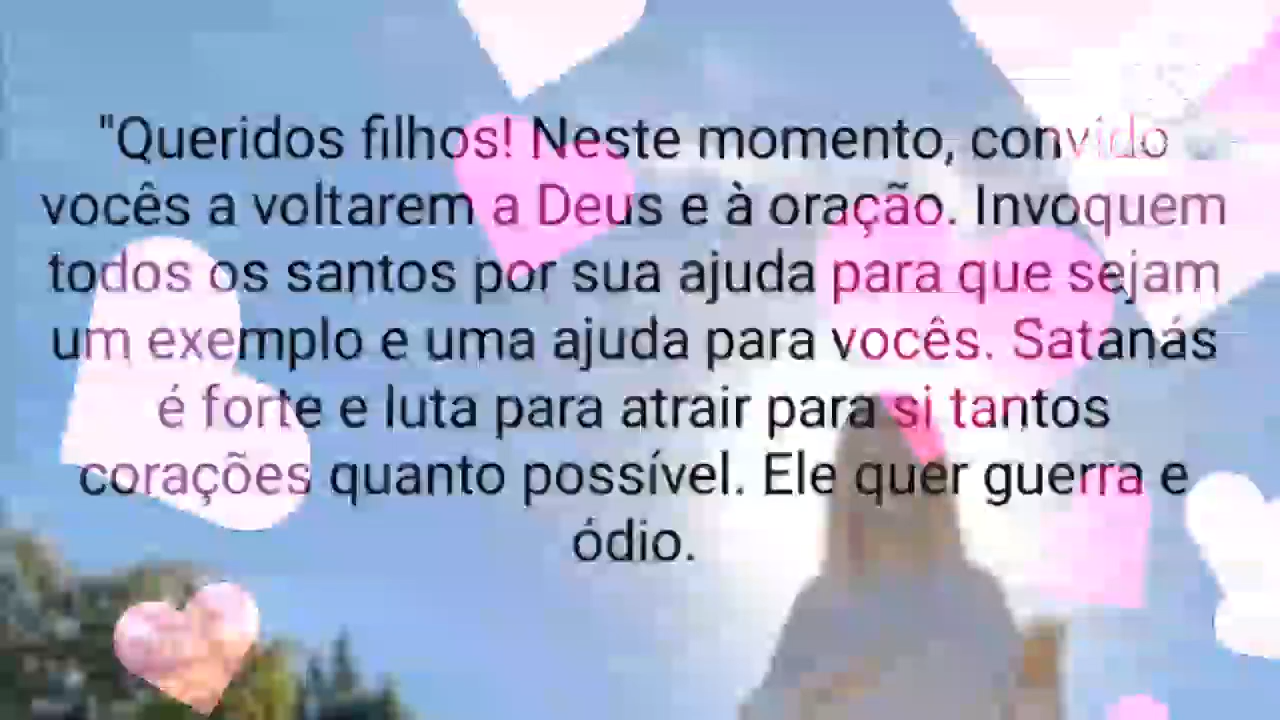 "Queridos filhos! Neste momento, convido
vocês a voltarem a Deus e à oração. Invoquem
todos os santos por sua ajuda para que sejam
um exemplo e uma ajuda para vocês. Satanás
é forte e luta para atrair para si tantos
corações quanto possível. Ele quer guerra e
ódio.